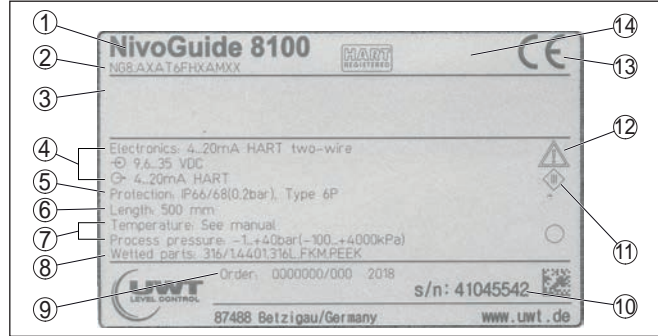 1 NivoGuide 8100 HART REGISTERED 14 CE
2 NG8.AXAT6FHXAMXX 13
3
4 Electronics: 4...20mA HART two-wire 12
9,6...35 VDC
4...20mA HART
5 Protection: IP66/68(0.2bar), Type 6P
6 Length: 500 mm 11
7 Temperature: See manual
Process pressure: -1...+40bar(-100...+4000kPa)
8 Wetted parts: 316/1.4401,316L,FKM,PEEK
9 Order: 0000000/000 2018
UWT LEVEL CONTROL s/n: 41045542 10
87488 Betzigau/Germany www.uwt.de